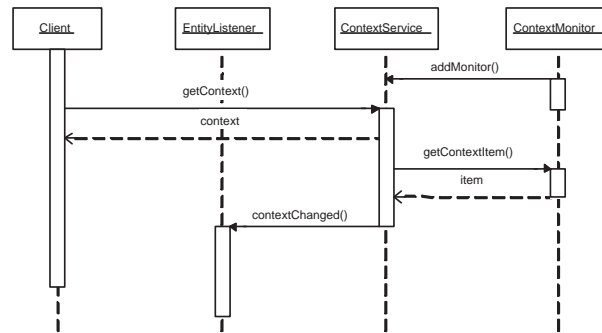 Client
EntityListener
ContextService
ContextMonitor
addMonitor()
getContext()
context
getContextItem()
item
contextChanged()